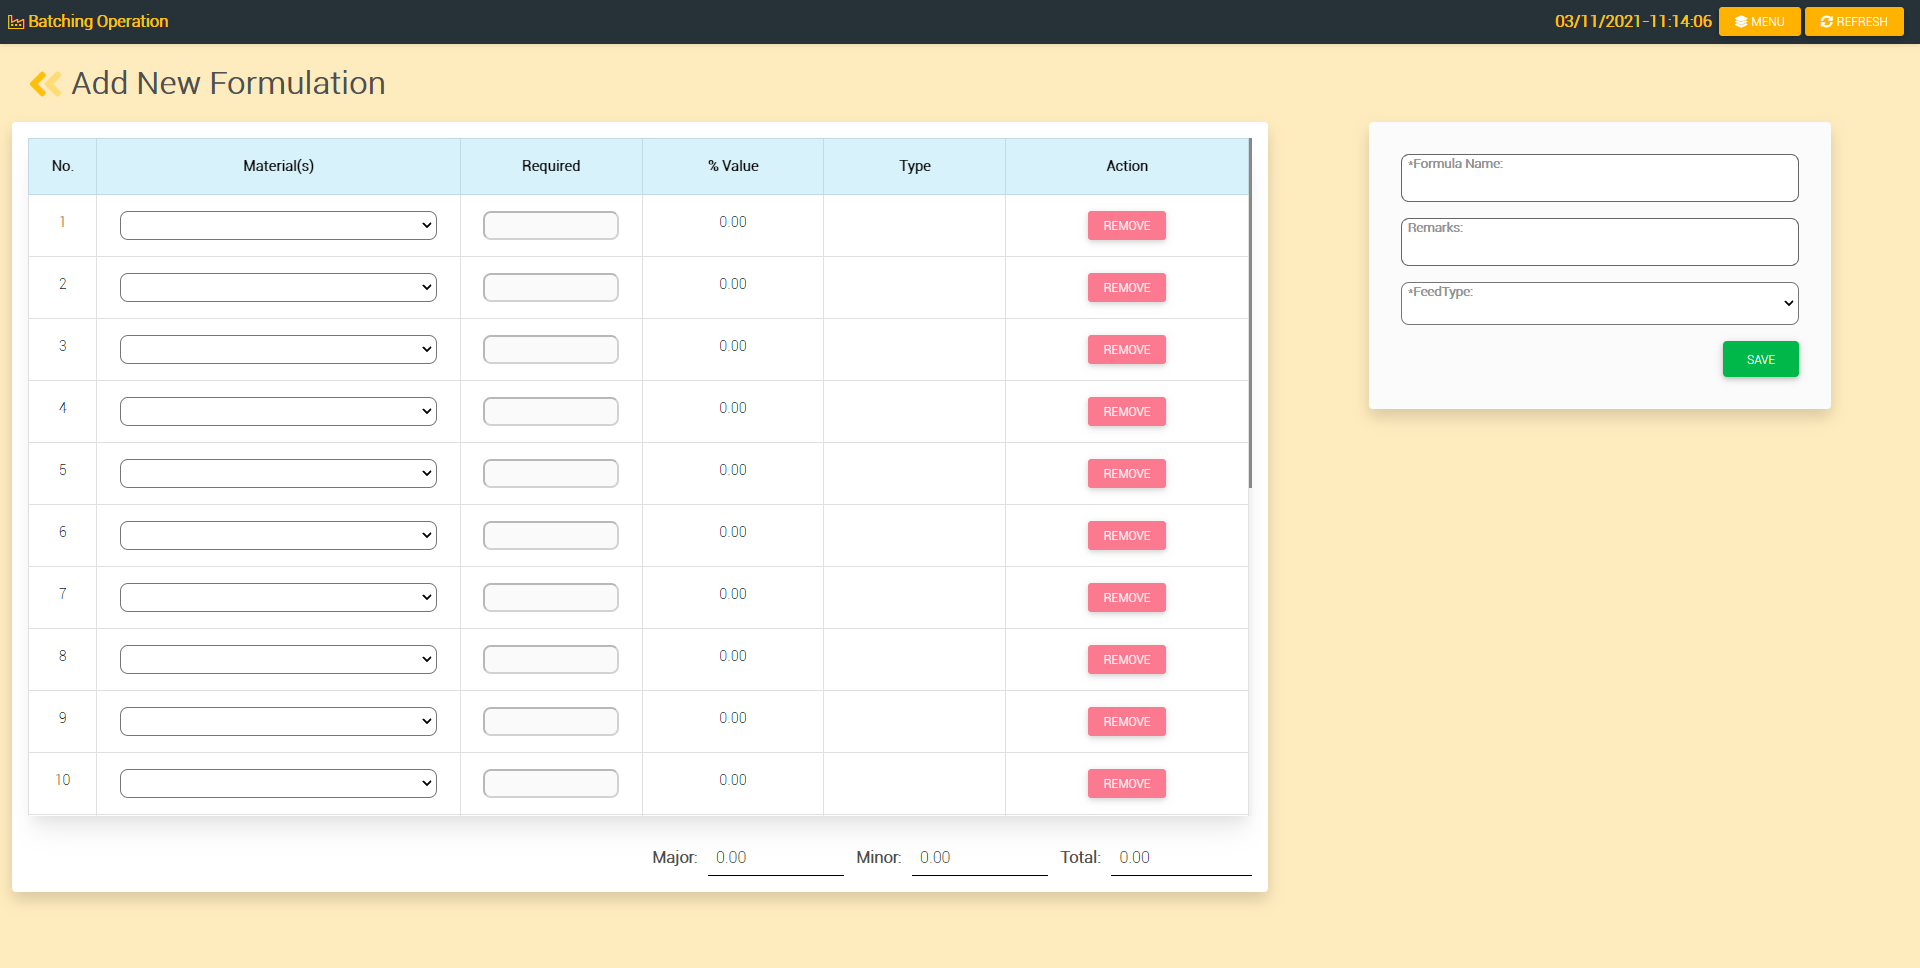 Batching Operation 03/11/2021-11:14:06 MENU REFRESH
Add New Formulation
No. Material(s) Required % Value Type Action
1 0.00 REMOVE
2 0.00 REMOVE
3 0.00 REMOVE
4 0.00 REMOVE
5 0.00 REMOVE
6 0.00 REMOVE
7 0.00 REMOVE
8 0.00 REMOVE
9 0.00 REMOVE
10 0.00 REMOVE
Major: 0.00 Minor: 0.00 Total: 0.00
*Formula Name:
Remarks:
*FeedType:
SAVE